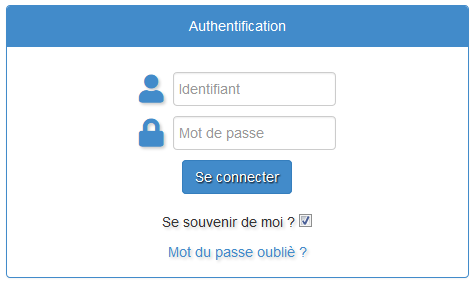 Authentification
Identifiant
Mot de passe
Se connecter
Se souvenir de moi ?
Mot du passe oubliè ?